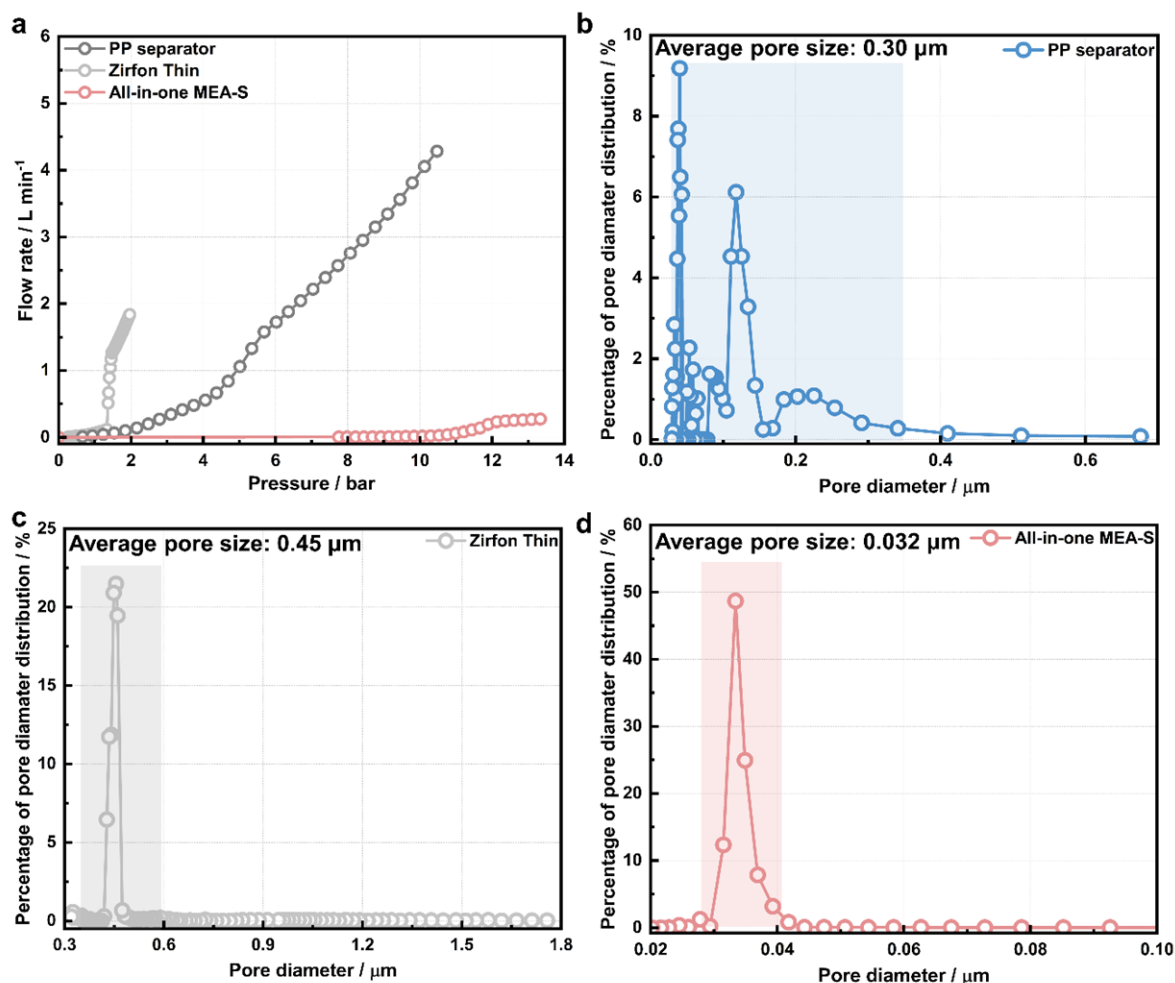 a
PP separator
Zirfon Thin
All-in-one MEA-S
6
5
4
3
2
1
0
Flow rate / L min⁻¹
0 2 4 6 8 10 12 14
Pressure / bar
b
Average pore size: 0.30 μm
PP separator
10
8
6
4
2
0
Percentage of pore diamater distribution / %
0.0 0.2 0.4 0.6
Pore diameter / μm
c
Average pore size: 0.45 μm
Zirfon Thin
25
20
15
10
5
0
Percentage of pore diamater distribution / %
0.3 0.6 0.9 1.2 1.5 1.8
Pore diameter / μm
d
Average pore size: 0.032 μm
All-in-one MEA-S
60
50
40
30
20
10
0
Percentage of pore diamater distribution / %
0.02 0.04 0.06 0.08 0.10
Pore diameter / μm